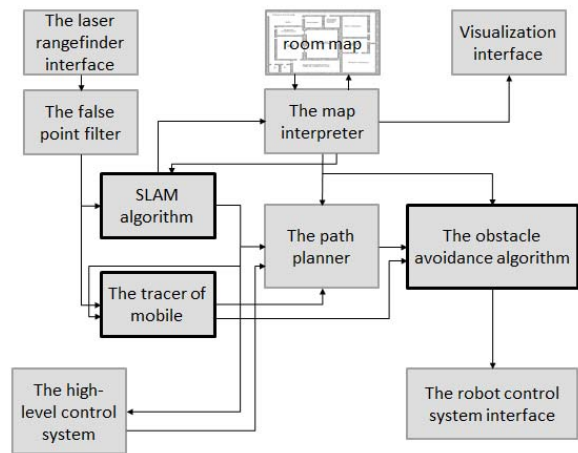 The laser
rangefinder
interface
room map
Visualization
interface
The false
point filter
The map
interpreter
SLAM
algorithm
The path
planner
The obstacle
avoidance algorithm
The tracer of
mobile
The high-
level control
system
The robot control
system interface